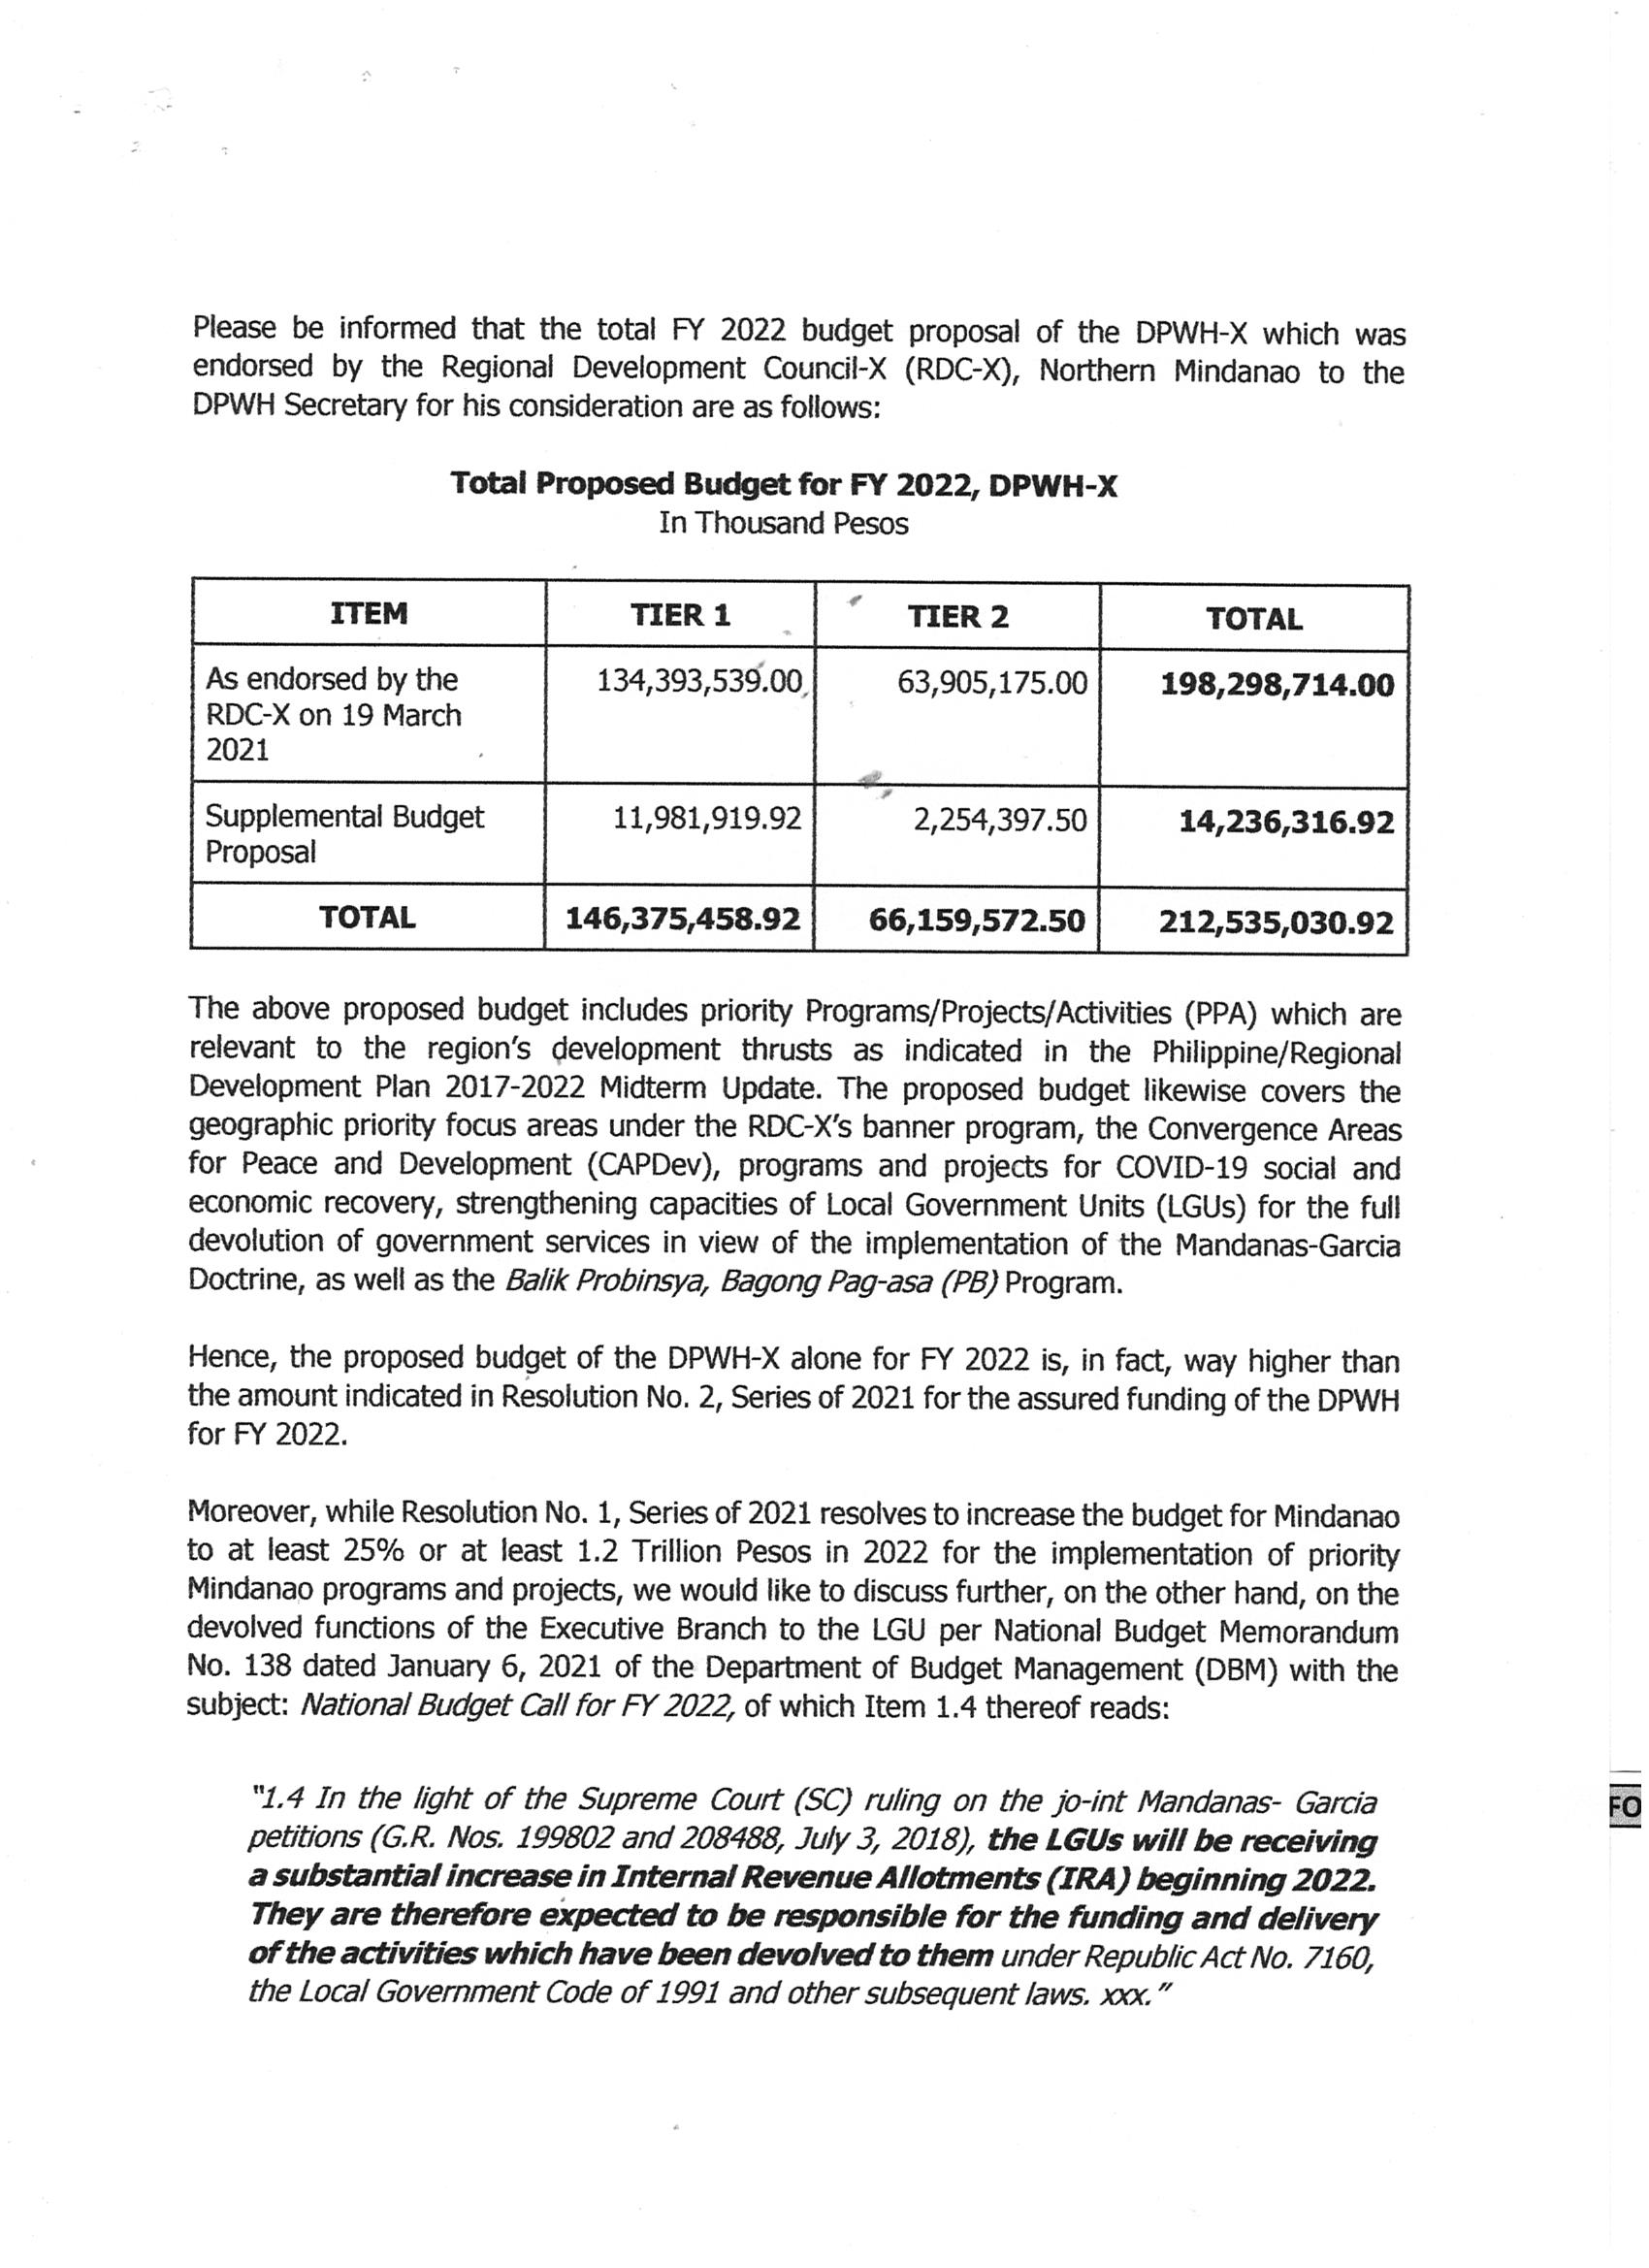 Please be informed that the total FY 2022 budget proposal of the DPWH-X which was
endorsed by the Regional Development Council-X (RDC-X), Northern Mindanao to the
DPWH Secretary for his consideration are as follows:
Total Proposed Budget for FY 2022, DPWH-X
In Thousand Pesos
ITEM TIER 1 TIER 2 TOTAL
As endorsed by the 134,393,539.00 63,905,175.00 198,298,714.00
RDC-X on 19 March
2021
Supplemental Budget 11,981,919.92 2,254,397.50 14,236,316.92
Proposal
TOTAL 146,375,458.92 66,159,572.50 212,535,030.92
The above proposed budget includes priority Programs/Projects/Activities (PPA) which are
relevant to the region's development thrusts as indicated in the Philippine/Regional
Development Plan 2017-2022 Midterm Update. The proposed budget likewise covers the
geographic priority focus areas under the RDC-X's banner program, the Convergence Areas
for Peace and Development (CAPDev), programs and projects for COVID-19 social and
economic recovery, strengthening capacities of Local Government Units (LGUs) for the full
devolution of government services in view of the implementation of the Mandanas-Garcia
Doctrine, as well as the Balik Probinsya, Bagong Pag-asa (PB) Program.
Hence, the proposed budget of the DPWH-X alone for FY 2022 is, in fact, way higher than
the amount indicated in Resolution No. 2, Series of 2021 for the assured funding of the DPWH
for FY 2022.
Moreover, while Resolution No. 1, Series of 2021 resolves to increase the budget for Mindanao
to at least 25% or at least 1.2 Trillion Pesos in 2022 for the implementation of priority
Mindanao programs and projects, we would like to discuss further, on the other hand, on the
devolved functions of the Executive Branch to the LGU per National Budget Memorandum
No. 138 dated January 6, 2021 of the Department of Budget Management (DBM) with the
subject: National Budget Call for FY 2022, of which Item 1.4 thereof reads:
"1.4 In the light of the Supreme Court (SC) ruling on the jo-int Mandanas- Garcia
petitions (G.R. Nos. 199802 and 208488, July 3, 2018), the LGUs will be receiving
a substantial increase in Internal Revenue Allotments (IRA) beginning 2022.
They are therefore expected to be responsible for the funding and delivery
of the activities which have been devolved to them under Republic Act No. 7160,
the Local Government Code of 1991 and other subsequent laws. xxx."
FO